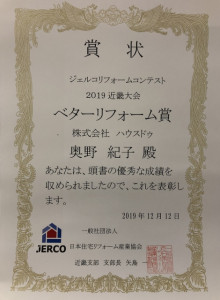 賞状
ジェルコリフォームコンテスト
2019 近畿大会
ベターリフォーム賞
株式会社 ハウスドゥ
奥野 紀子 殿
あなたは、頭書の優秀な成績を
収められましたので、これを表彰し
ます。
2019年12月12日
一般社団法人
JERCO 日本住宅リフォーム産業協会
近畿支部 支部長 矢島